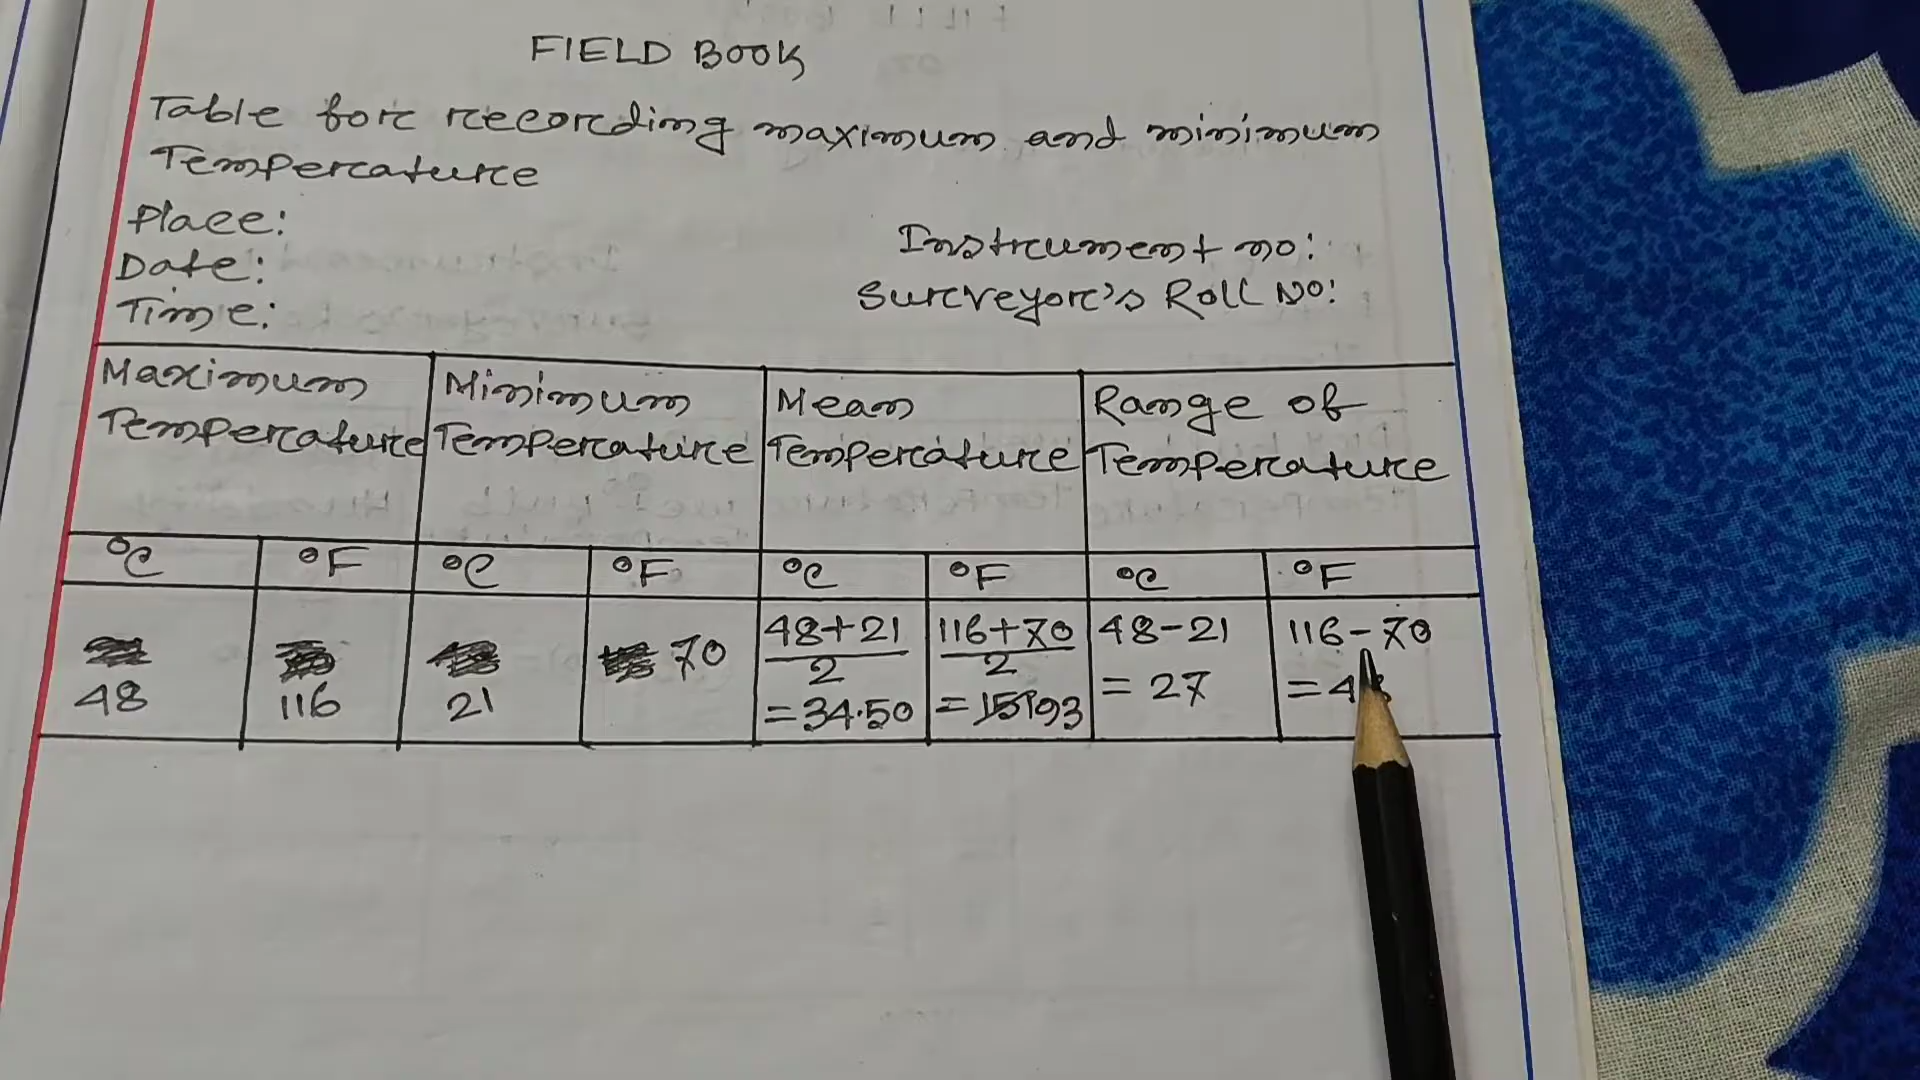 FIELD BOOK
Table for recording maximum and minimum
Temperature
Place:
Date:
Time:
Instrument no:
Surveyor's Roll No:
Maximum Temperature
Minimum Temperature
Mean Temperature
Range of Temperature
°C °F °C °F °C °F °C °F
48 116 21 70
48+21
2
=34.50
116+70
2
48-21
= 27
116-70